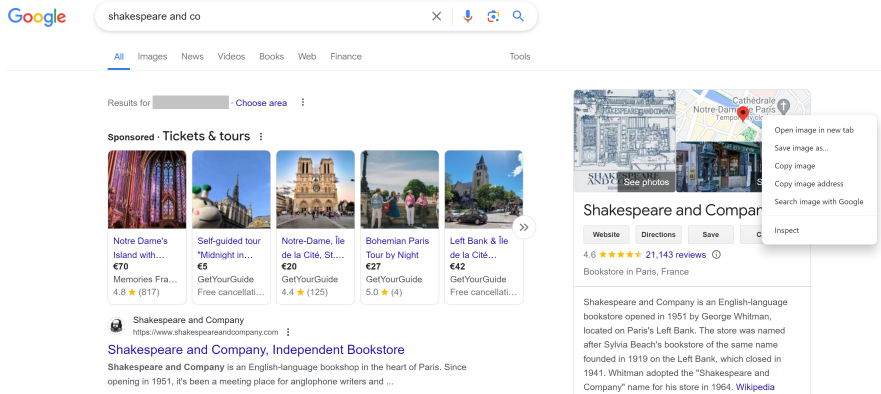 Google
shakespeare and co
All Images News Videos Books Web Finance Tools
Results for · Choose area
Sponsored · Tickets & tours
Notre Dame's Island with...
€70
Memories Fra...
4.8 (817)
Self-guided tour "Midnight in...
€5
GetYourGuide
Free cancellati...
Notre-Dame, Île de la Cité, St....
€20
GetYourGuide
4.4 (125)
Bohemian Paris Tour by Night
€27
GetYourGuide
5.0 (4)
Left Bank & Île de la Cité...
€42
GetYourGuide
Free cancellati...
Shakespeare and Company
https://www.shakespeareandcompany.com
Shakespeare and Company, Independent Bookstore
Shakespeare and Company is an English-language bookshop in the heart of Paris. Since
opening in 1951, it's been a meeting place for anglophone writers and ...
SHAKESPEARE
AND CO
See photos
Cathédrale
Notre-Dame de Paris
Open image in new tab
Save image as...
Copy image
Copy image address
Search image with Google
Inspect
Shakespeare and Compan
Website Directions Save
4.6 21,143 reviews
Bookstore in Paris, France
Shakespeare and Company is an English-language
bookstore opened in 1951 by George Whitman,
located on Paris's Left Bank. The store was named
after Sylvia Beach's bookstore of the same name
founded in 1919 on the Left Bank, which closed in
1941. Whitman adopted the "Shakespeare and
Company" name for his store in 1964. Wikipedia